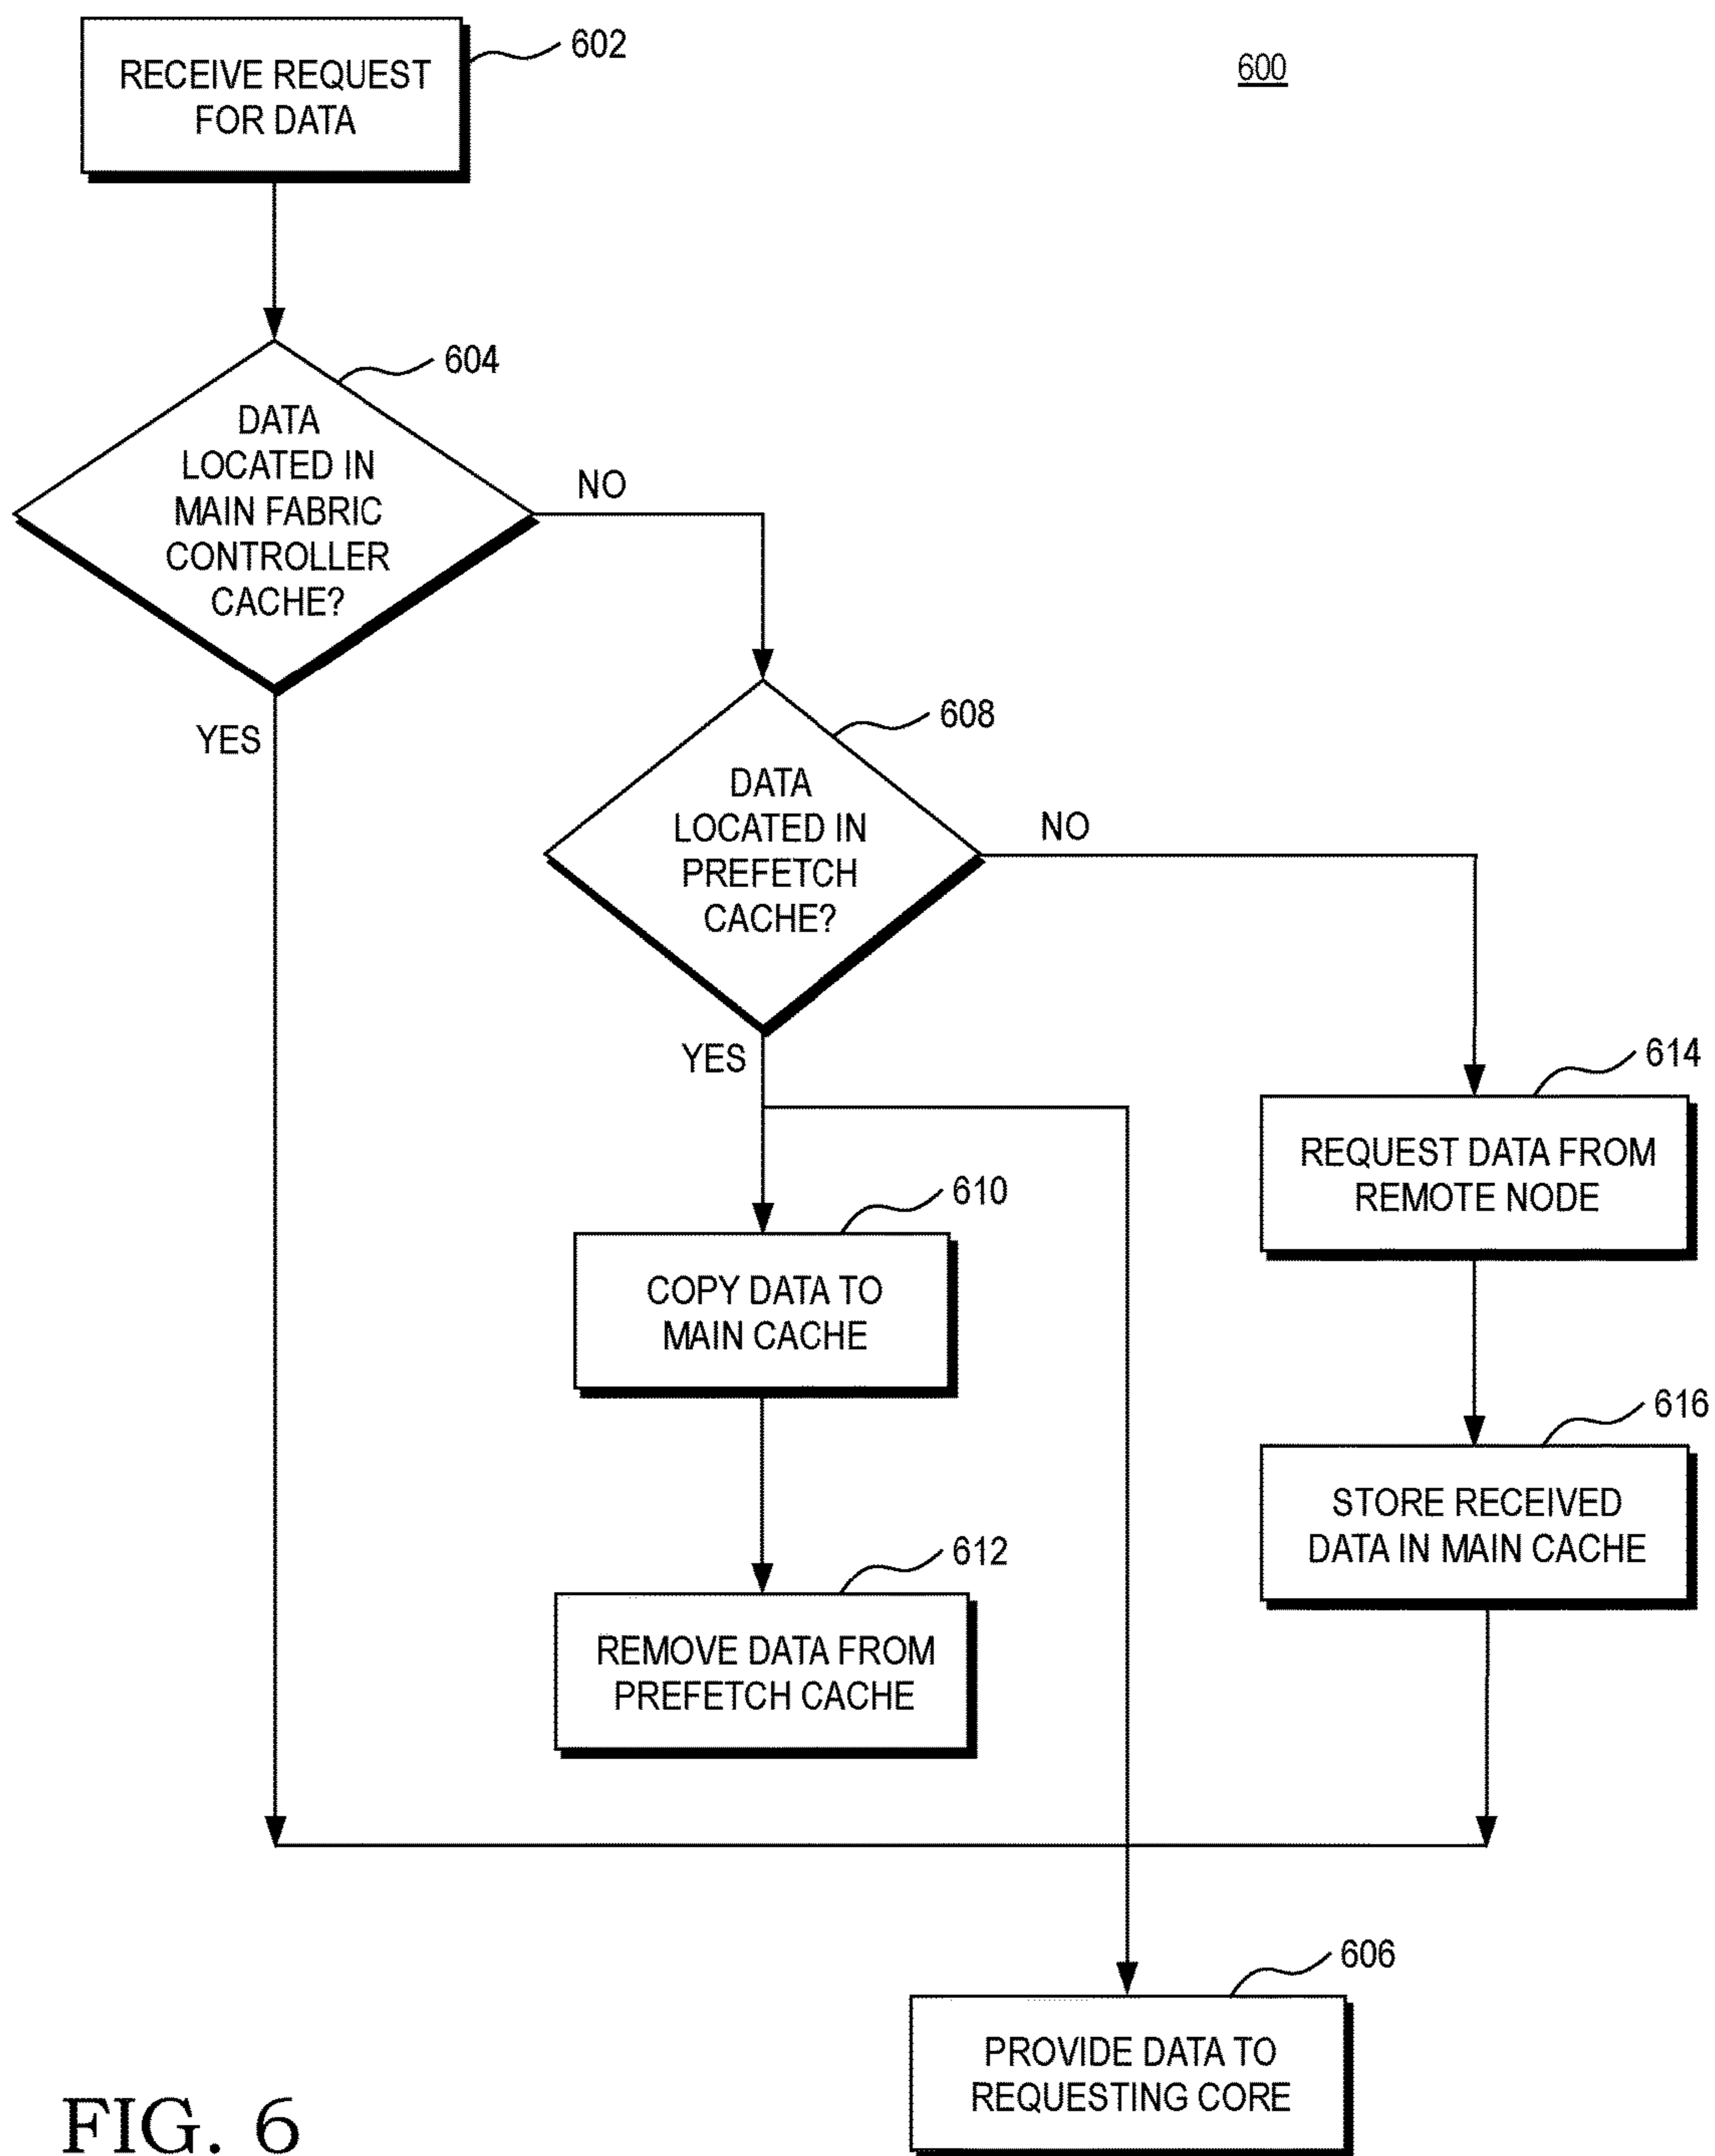 602
600
RECEIVE REQUEST
FOR DATA
604
DATA
LOCATED IN
MAIN FABRIC
CONTROLLER
CACHE?
NO
YES
608
DATA
LOCATED IN
PREFETCH
CACHE?
NO
YES
614
REQUEST DATA FROM
REMOTE NODE
610
COPY DATA TO
MAIN CACHE
616
STORE RECEIVED
DATA IN MAIN CACHE
612
REMOVE DATA FROM
PREFETCH CACHE
606
PROVIDE DATA TO
REQUESTING CORE
FIG. 6